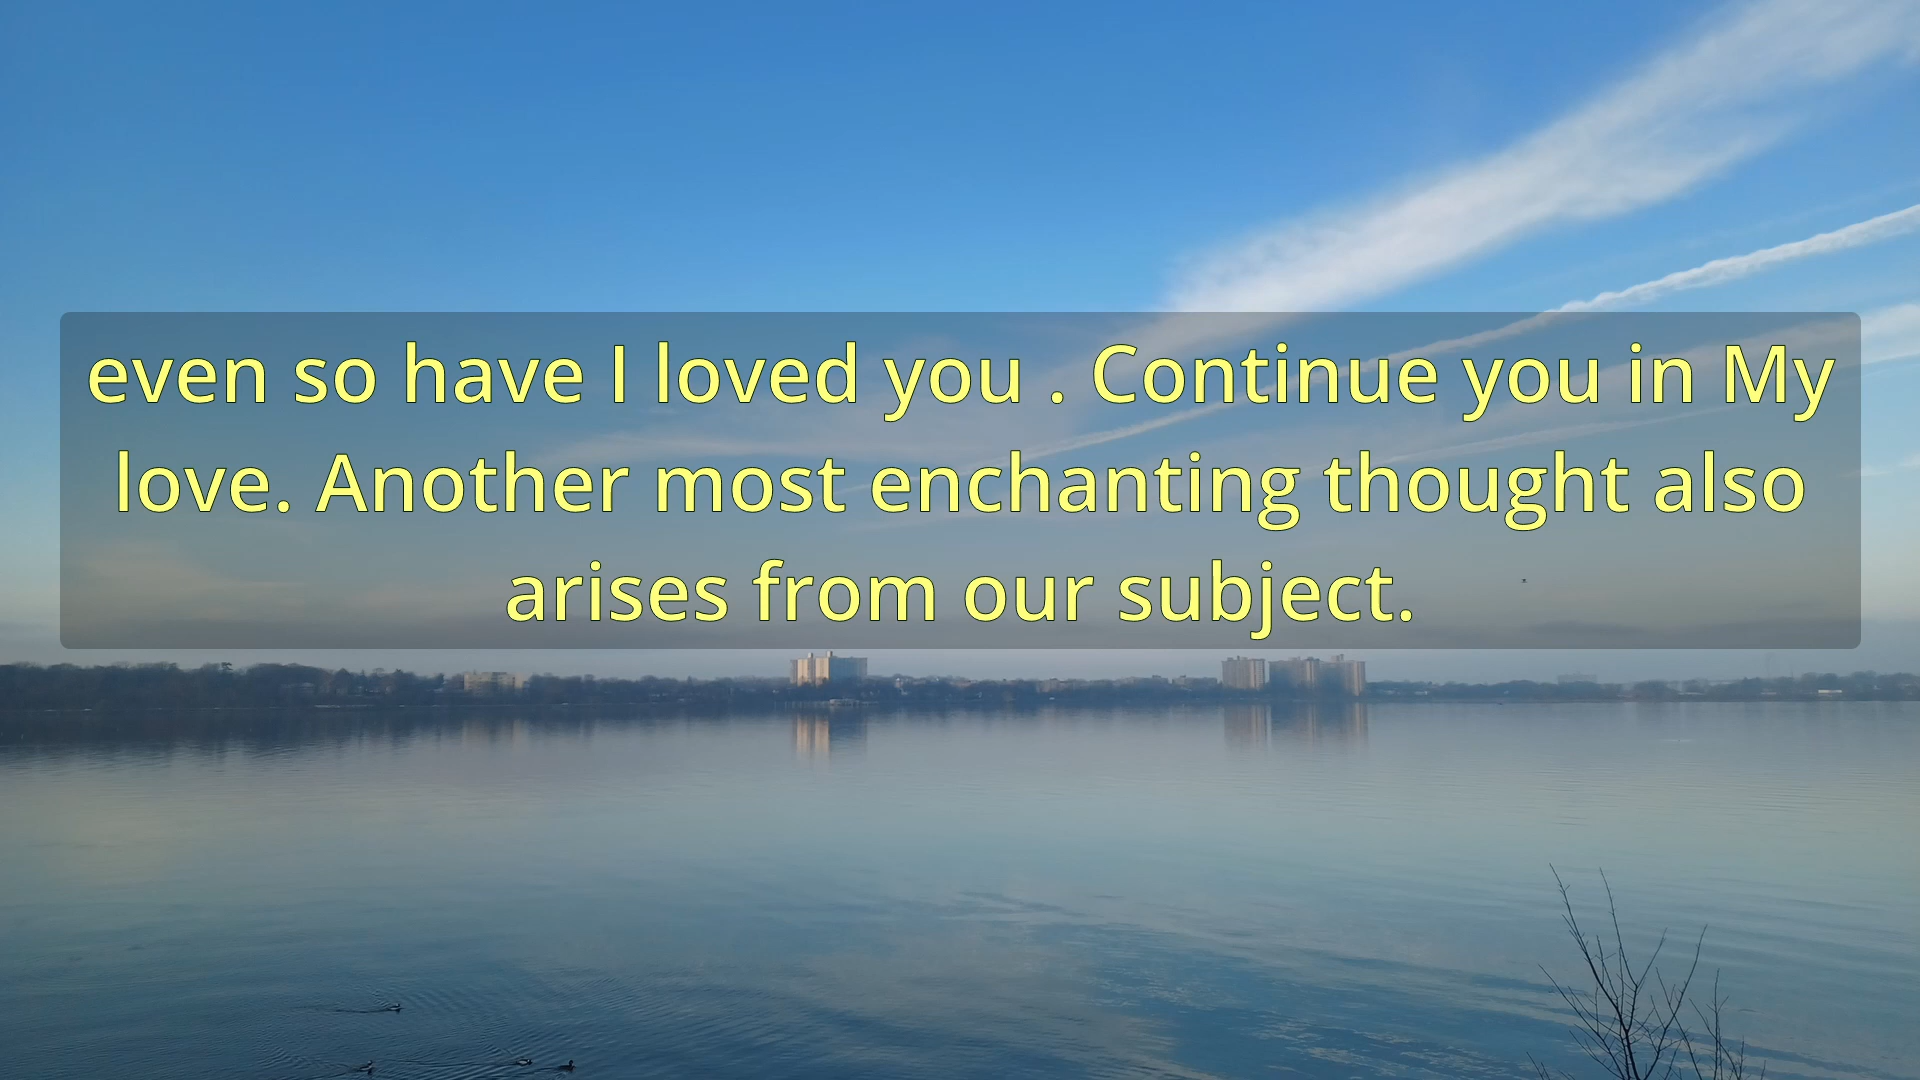 even so have I loved you . Continue you in My
love. Another most enchanting thought also
arises from our subject.